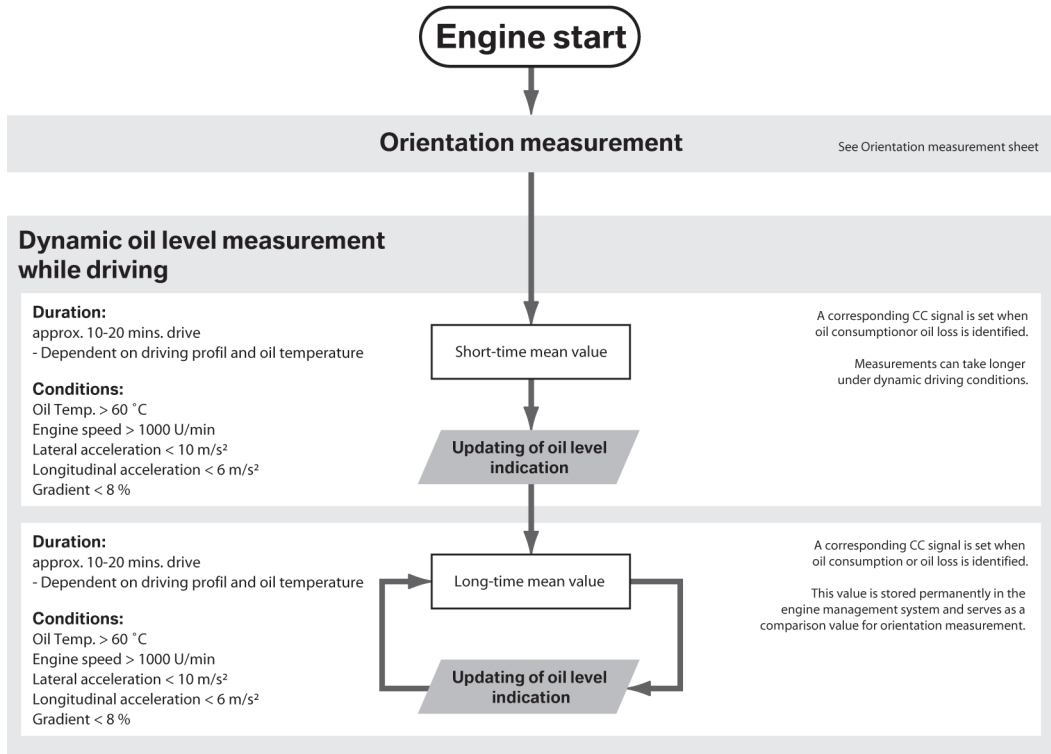 Engine start
Orientation measurement
See Orientation measurement sheet
Dynamic oil level measurement
while driving
Duration:
approx. 10-20 mins. drive
- Dependent on driving profil and oil temperature
Conditions:
Oil Temp. > 60 ˚C
Engine speed > 1000 U/min
Lateral acceleration < 10 m/s²
Longitudinal acceleration < 6 m/s²
Gradient < 8 %
Short-time mean value
Updating of oil level
indication
A corresponding CC signal is set when
oil consumptionor oil loss is identified.
Measurements can take longer
under dynamic driving conditions.
Duration:
approx. 10-20 mins. drive
- Dependent on driving profil and oil temperature
Conditions:
Oil Temp. > 60 ˚C
Engine speed > 1000 U/min
Lateral acceleration < 10 m/s²
Longitudinal acceleration < 6 m/s²
Gradient < 8 %
Long-time mean value
Updating of oil level
indication
A corresponding CC signal is set when
oil consumption or oil loss is identified.
This value is stored permanently in the
engine management system and serves as a
comparison value for orientation measurement.